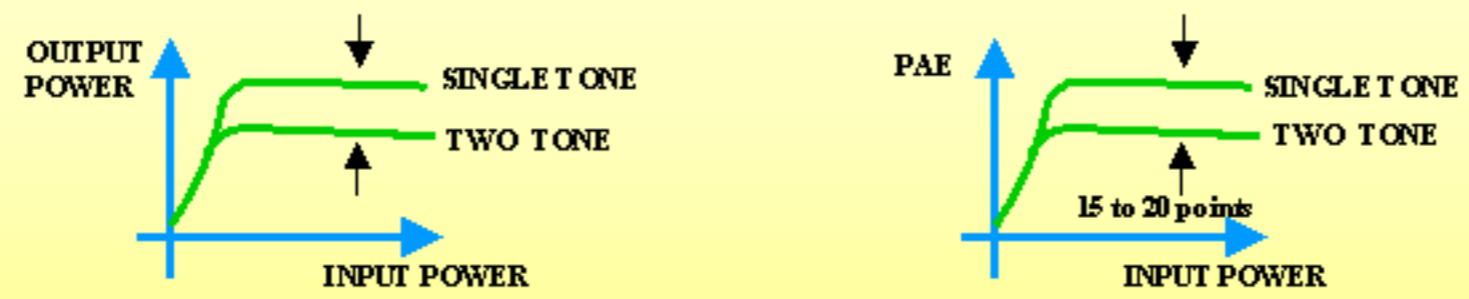 OUTPUT
POWER
SINGLE TONE
TWO TONE
INPUT POWER
PAE
SINGLE TONE
TWO TONE
15 to 20 points
INPUT POWER